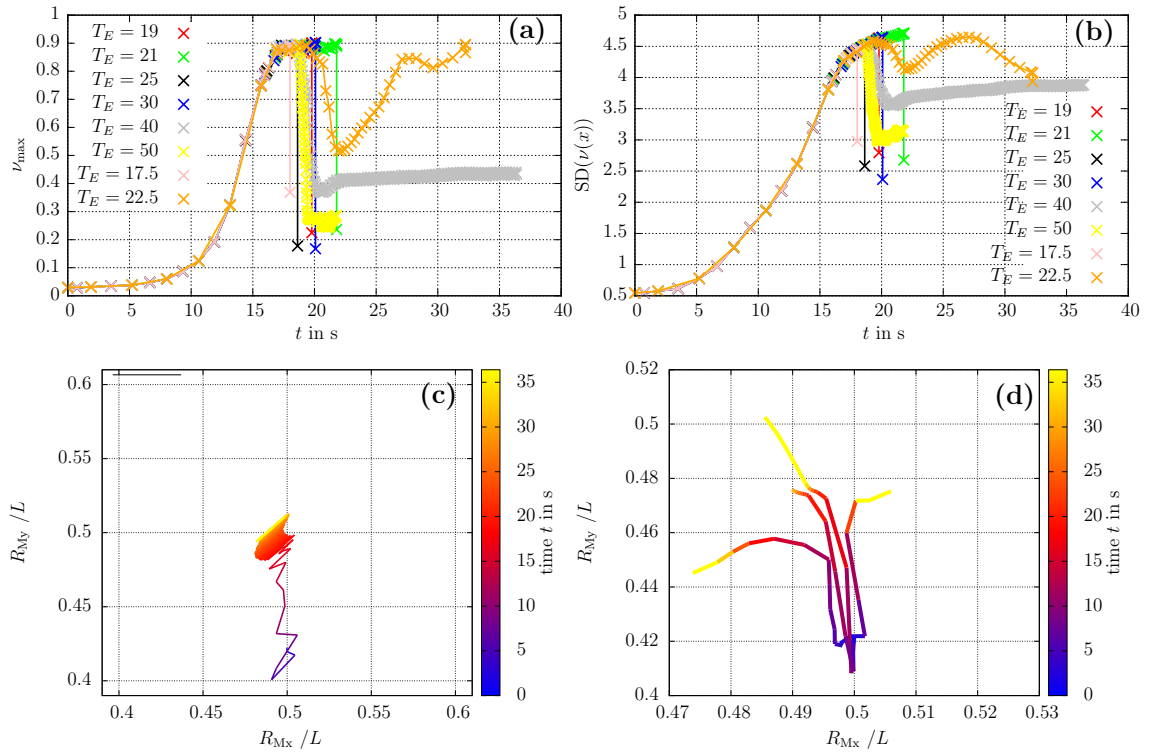 (a)
T_E = 19
T_E = 21
T_E = 25
T_E = 30
T_E = 40
T_E = 50
T_E = 17.5
T_E = 22.5
ν_max
1
0.9
0.8
0.7
0.6
0.5
0.4
0.3
0.2
0.1
0
0 5 10 15 20 25 30 35 40
t in s
(b)
SD(ν(x))
5
4.5
4
3.5
3
2.5
2
1.5
1
0.5
T_E = 19
T_E = 21
T_E = 25
T_E = 30
T_E = 40
T_E = 50
T_E = 17.5
T_E = 22.5
0 5 10 15 20 25 30 35 40
t in s
(c)
R_My /L
0.6
0.55
0.5
0.45
0.4
0.4 0.45 0.5 0.55 0.6
R_Mx /L
35
30
25
20
15
10
5
0
time t in s
(d)
R_My /L
0.52
0.5
0.48
0.46
0.44
0.42
0.4
0.47 0.48 0.49 0.5 0.51 0.52 0.53
R_Mx /L
35
30
25
20
15
10
5
0
time t in s